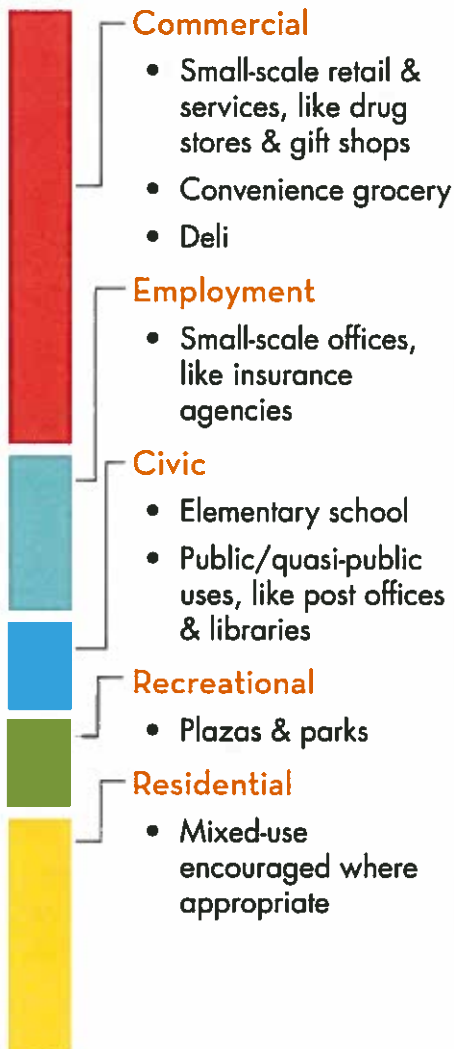 Commercial
• Small-scale retail &
services, like drug
stores & gift shops
• Convenience grocery
• Deli
Employment
• Small-scale offices,
like insurance
agencies
Civic
• Elementary school
• Public/quasi-public
uses, like post offices
& libraries
Recreational
• Plazas & parks
Residential
• Mixed-use
encouraged where
appropriate